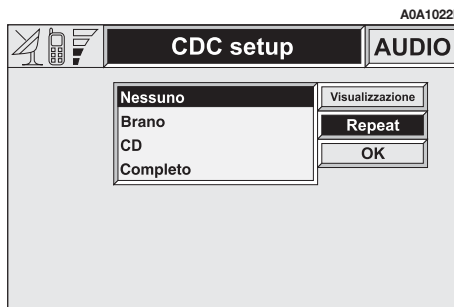 A0A1022
CDC setup
AUDIO
Nessuno
Brano
CD
Completo
Visualizzazione
Repeat
OK